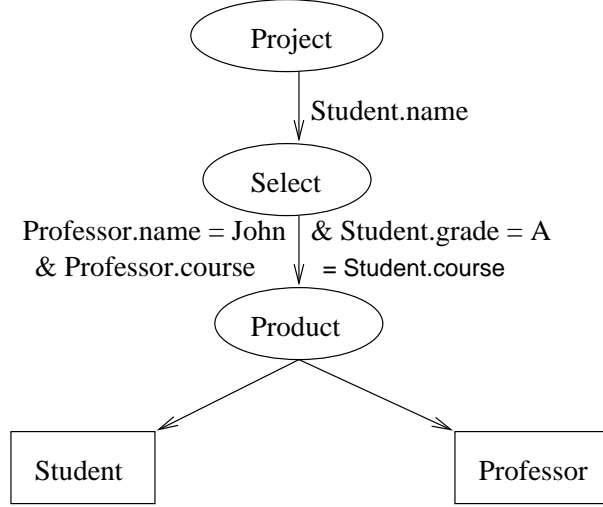 Project
Student.name
Select
Professor.name = John & Student.grade = A
& Professor.course = Student.course
Product
Student Professor